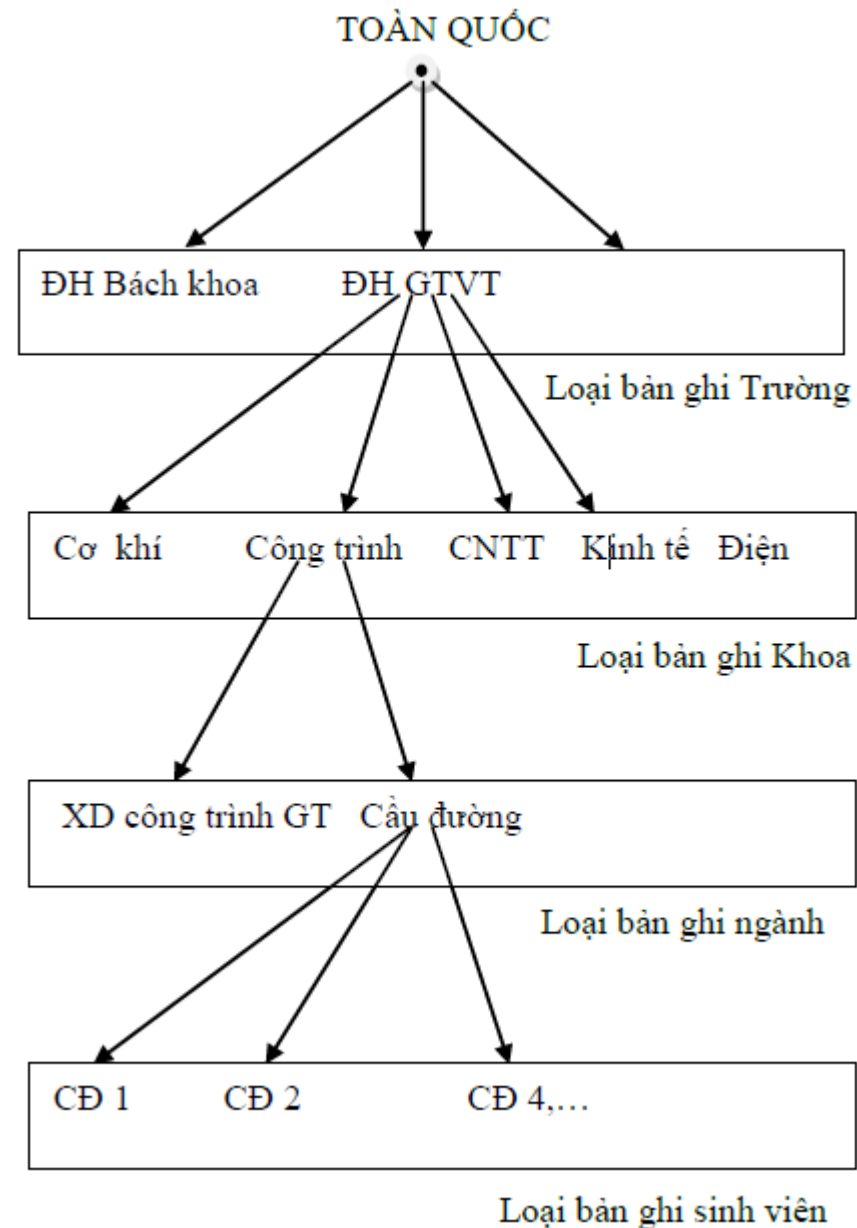 TOÀN QUỐC
ĐH Bách khoa ĐH GTVT
Loại bản ghi Trường
Cơ khí Công trình CNTT Kinh tế Điện
Loại bản ghi Khoa
XD công trình GT Cầu đường
Loại bản ghi ngành
CĐ 1 CĐ 2 CĐ 4,...
Loại bản ghi sinh viên